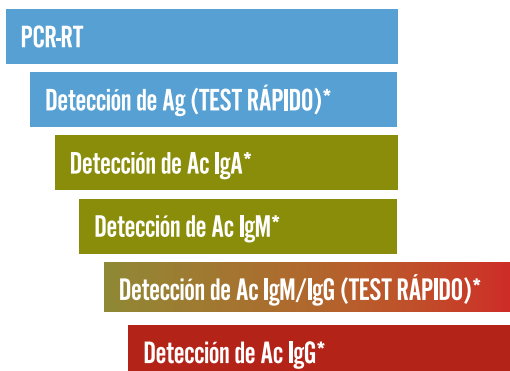 PCR-RT
Detección de Ag (TEST RÁPIDO)*
Detección de Ac IgA*
Detección de Ac IgM*
Detección de Ac IgM/IgG (TEST RÁPIDO)*
Detección de Ac IgG*